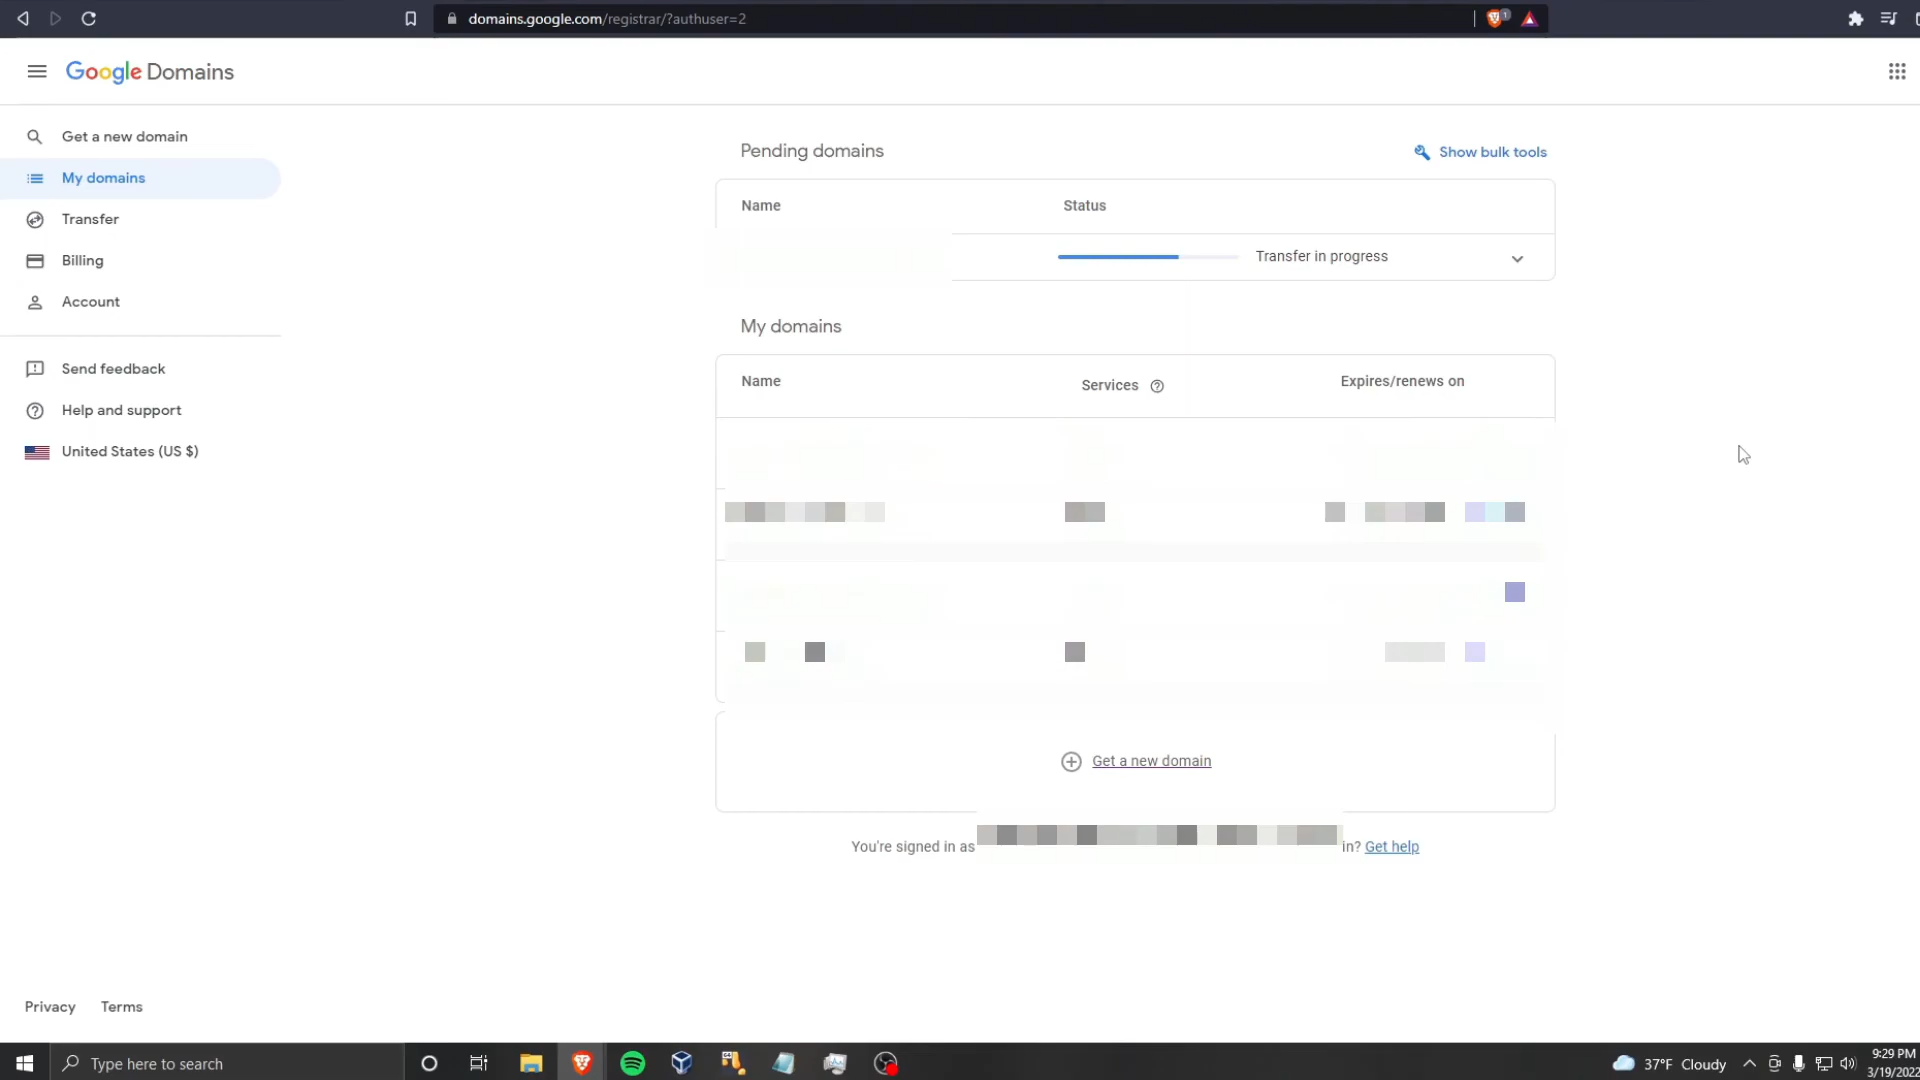 domains.google.com/registrar/?authuser=2
1
Google Domains
Get a new domain
My domains
Transfer
Billing
Account
Send feedback
Help and support
United States (US $)
Pending domains
Show bulk tools
Name Status
Transfer in progress
My domains
Name Services Expires/renews on
Get a new domain
You're signed in as in? Get help
Privacy Terms
Type here to search
37°F Cloudy
9:29 PM
3/19/2022